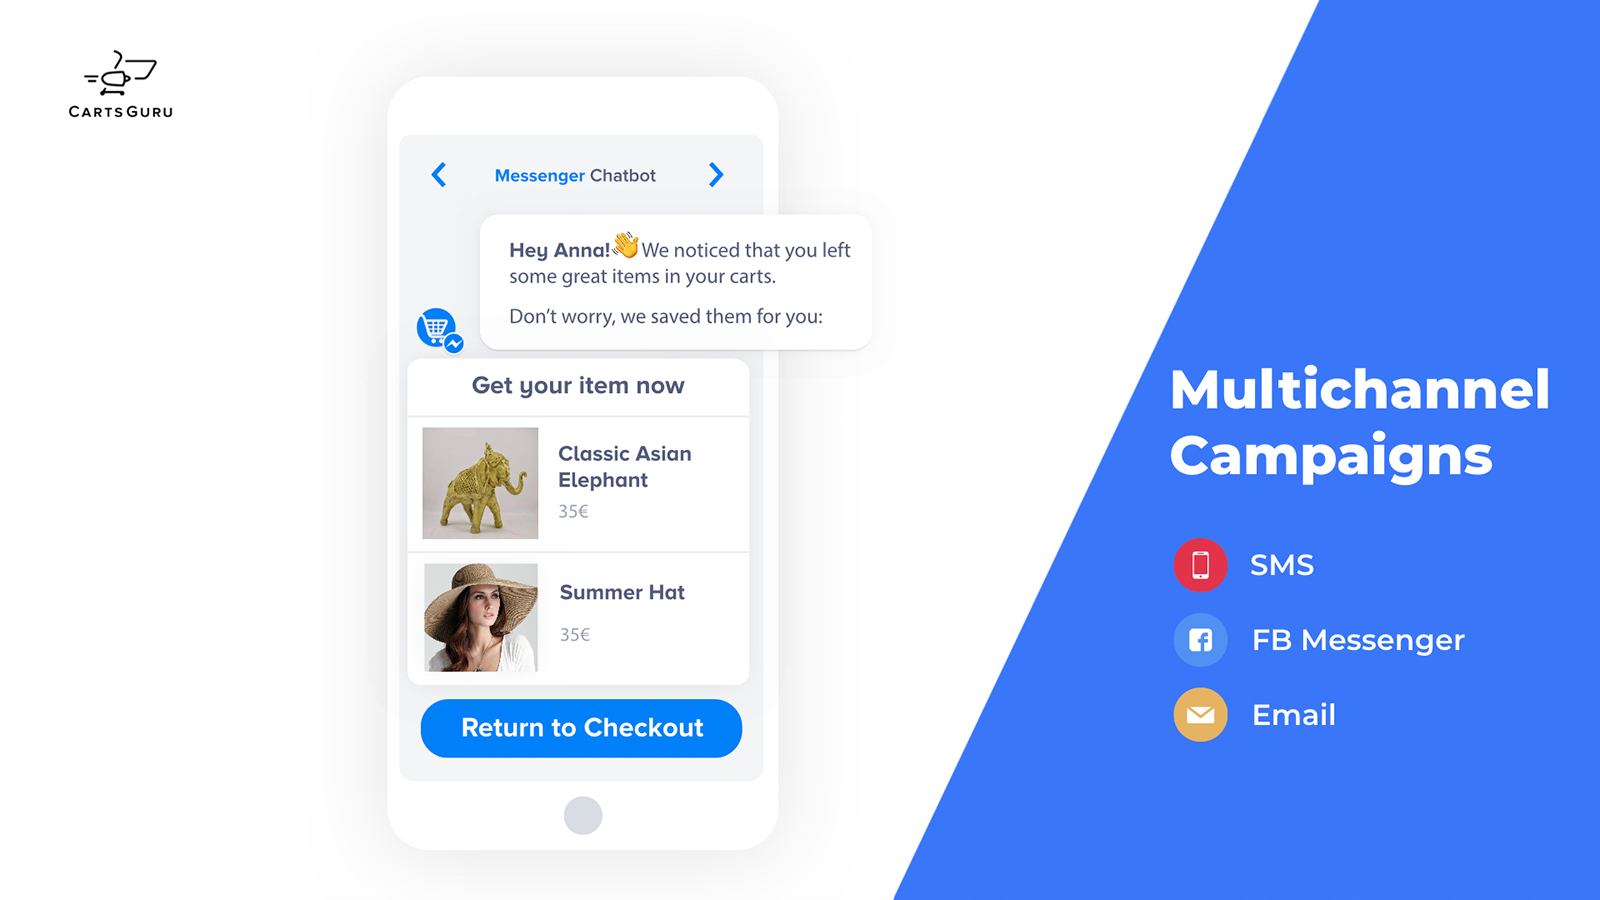 CARTSGURU
Messenger Chatbot
Hey Anna!👋 We noticed that you left
some great items in your carts.
Don't worry, we saved them for you:
Get your item now
Classic Asian
Elephant
35€
Summer Hat
35€
Return to Checkout
Multichannel
Campaigns
SMS
FB Messenger
Email